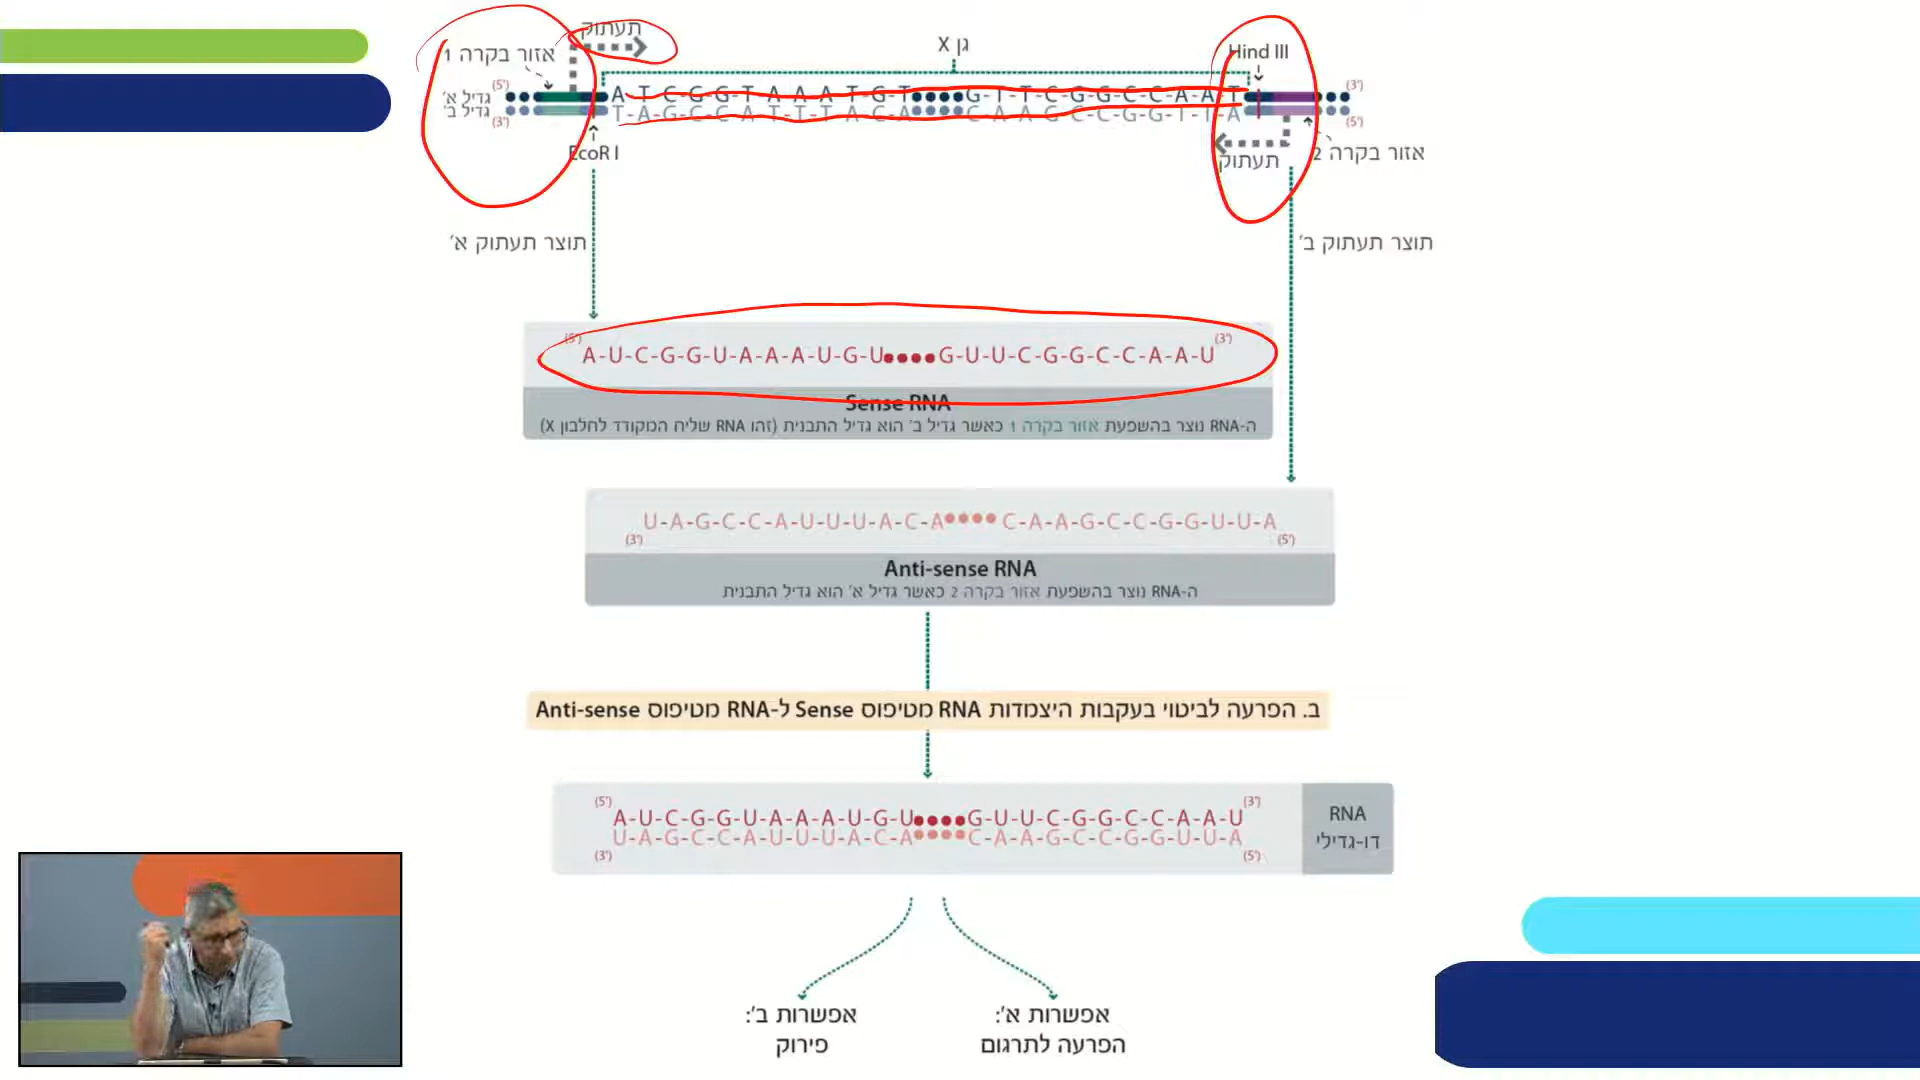 תעתוק
אזור בקרה 1
גן X
Hind III
(5') (3')
גדיל א' A-T-C-G-G-T-A-A-A-T-G-T••••G-T-T-C-G-G-C-C-A-A-T
גדיל ב' T-A-G-C-C-A-T-T-T-A-C-A••••C-A-A-G-C-C-G-G-T-T-A
(3') (5')
EcoR I
תעתוק
אזור בקרה 2
תוצר תעתוק א'
תוצר תעתוק ב'
(5') (3')
A-U-C-G-G-U-A-A-A-U-G-U••••G-U-U-C-G-G-C-C-A-A-U
Sense RNA
ה-RNA נוצר בהשפעת אזור בקרה 1 כאשר גדיל ב' הוא גדיל התבנית (זהו RNA שליח המקודד לחלבון X)
U-A-G-C-C-A-U-U-U-A-C-A••••C-A-A-G-C-C-G-G-U-U-A
(3') (5')
Anti-sense RNA
ה-RNA נוצר בהשפעת אזור בקרה 2 כאשר גדיל א' הוא גדיל התבנית
ב. הפרעה לביטוי בעקבות היצמדות RNA מטיפוס Sense ל-RNA מטיפוס Anti-sense
(5') (3')
A-U-C-G-G-U-A-A-A-U-G-U••••G-U-U-C-G-G-C-C-A-A-U
U-A-G-C-C-A-U-U-U-A-C-A••••C-A-A-G-C-C-G-G-U-U-A
(3') (5')
RNA
דו-גדילי
אפשרות א':
הפרעה לתרגום
אפשרות ב':
פירוק